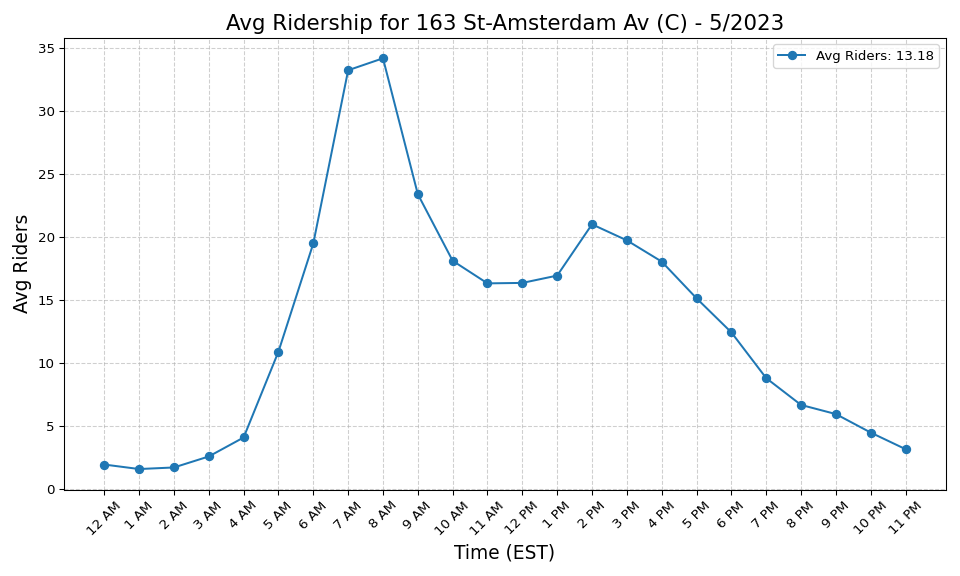 Avg Ridership for 163 St-Amsterdam Av (C) - 5/2023
Avg Riders: 13.18
Avg Riders
35
30
25
20
15
10
5
0
12 AM
1 AM
2 AM
3 AM
4 AM
5 AM
6 AM
7 AM
8 AM
9 AM
10 AM
11 AM
12 PM
1 PM
2 PM
3 PM
4 PM
5 PM
6 PM
7 PM
8 PM
9 PM
10 PM
11 PM
Time (EST)